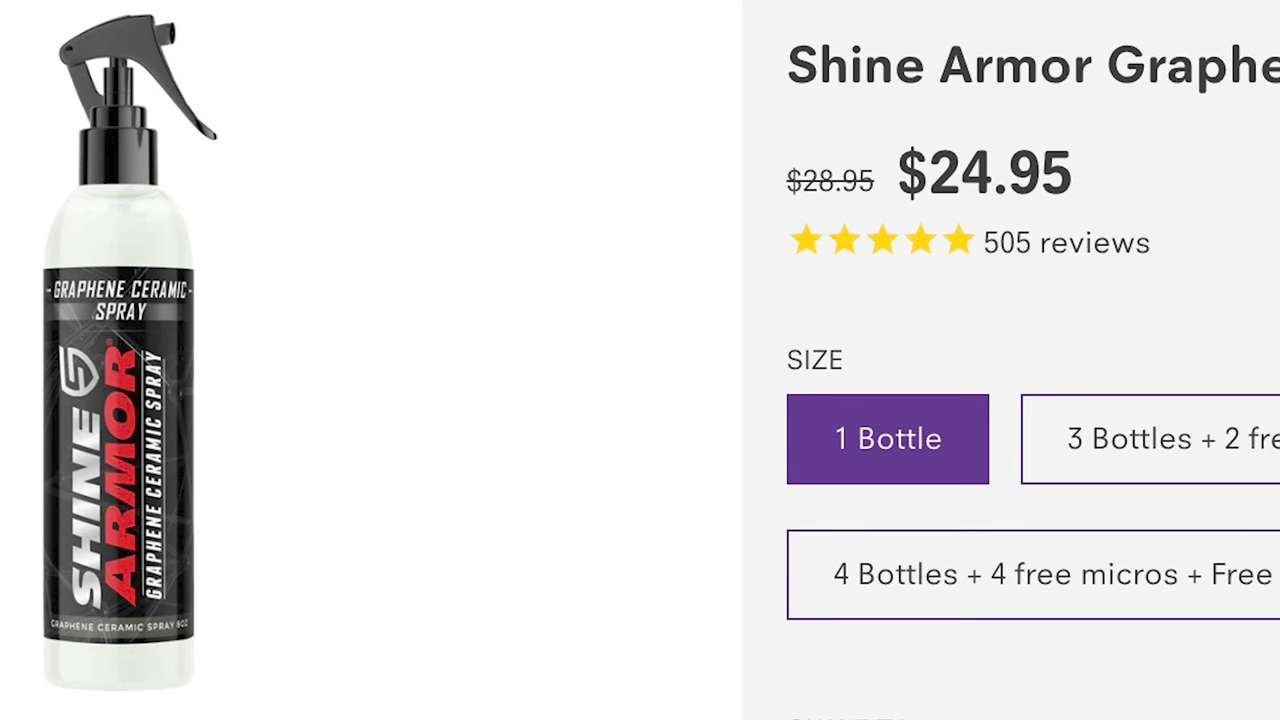 - GRAPHENE CERAMIC -
SPRAY
SHINE
ARMOR®
GRAPHENE CERAMIC SPRAY
GRAPHENE CERAMIC SPRAY 8OZ
Shine Armor Graphe
$28.95 $24.95
505 reviews
SIZE
1 Bottle
3 Bottles + 2 fre
4 Bottles + 4 free micros + Free